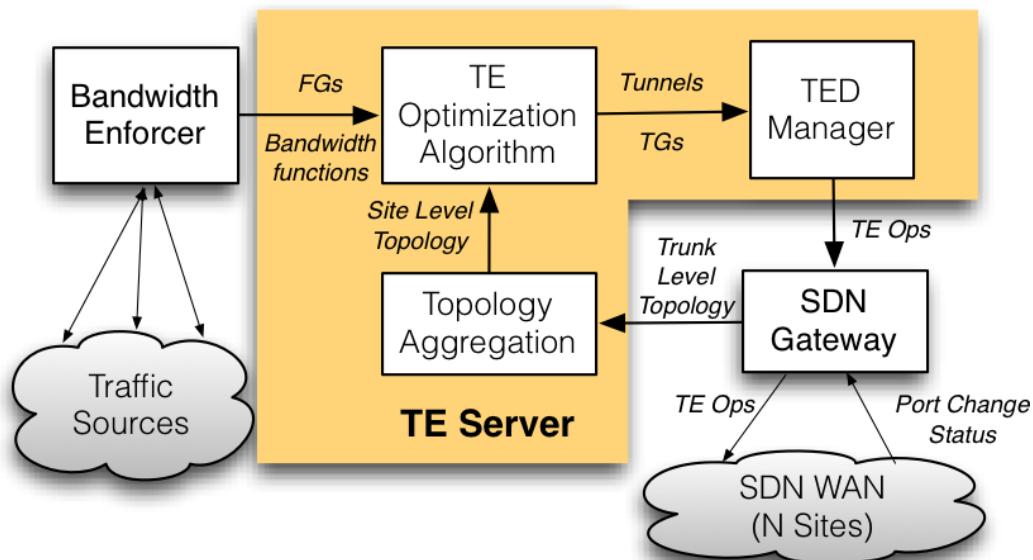 Bandwidth
Enforcer
FGs
Bandwidth
functions
TE
Optimization
Algorithm
Tunnels
TGs
TED
Manager
Site Level
Topology
TE Ops
Trunk
Level
Topology
Topology
Aggregation
SDN
Gateway
Traffic
Sources
TE Server
TE Ops
Port Change
Status
SDN WAN
(N Sites)